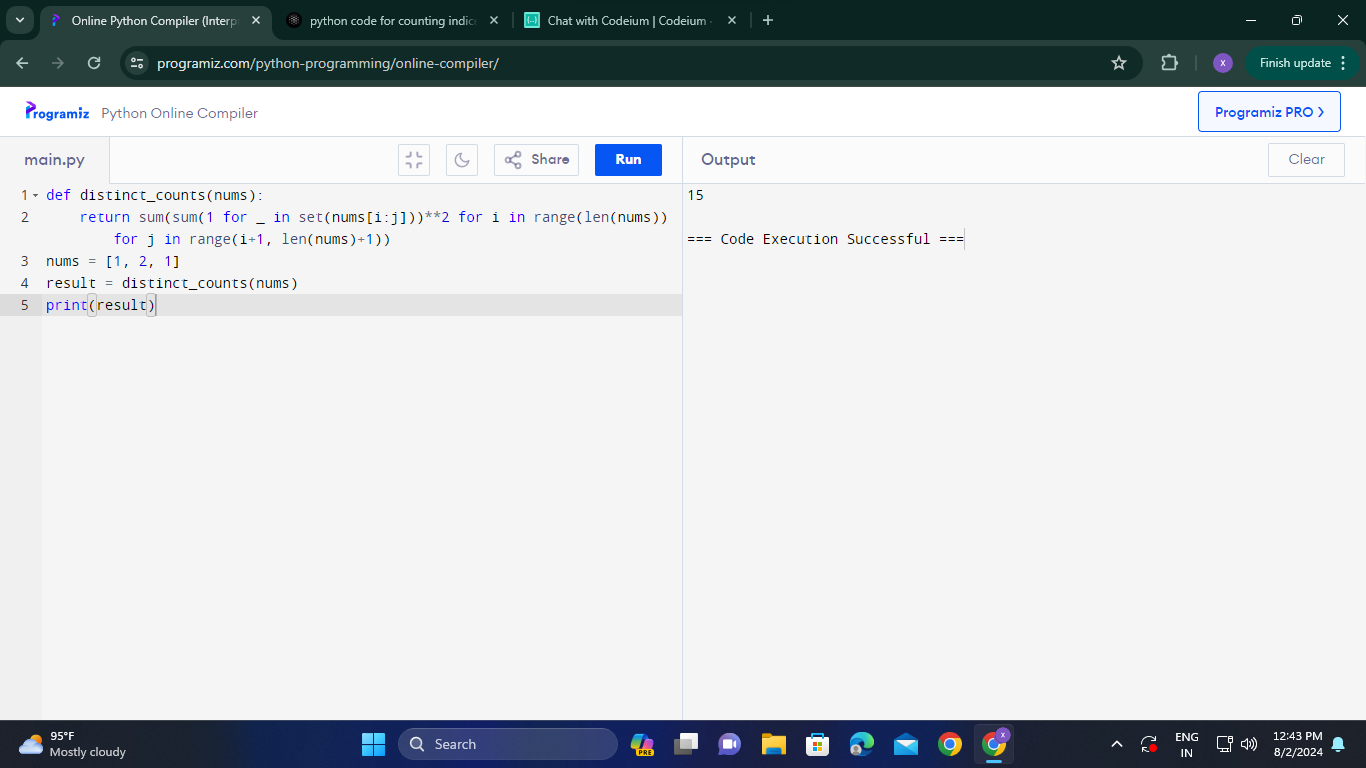 Online Python Compiler (Interp
python code for counting indice
Chat with Codeium | Codeium ·
programiz.com/python-programming/online-compiler/
x
Finish update
Programiz
Python Online Compiler
Programiz PRO >
main.py
Share
Run
Output
Clear
1 def distinct_counts(nums):
2 return sum(sum(1 for _ in set(nums[i:j]))**2 for i in range(len(nums))
for j in range(i+1, len(nums)+1))
3 nums = [1, 2, 1]
4 result = distinct_counts(nums)
5 print(result)
15
=== Code Execution Successful ===
95°F
Mostly cloudy
Search
PRE
x
ENG
IN
12:43 PM
8/2/2024